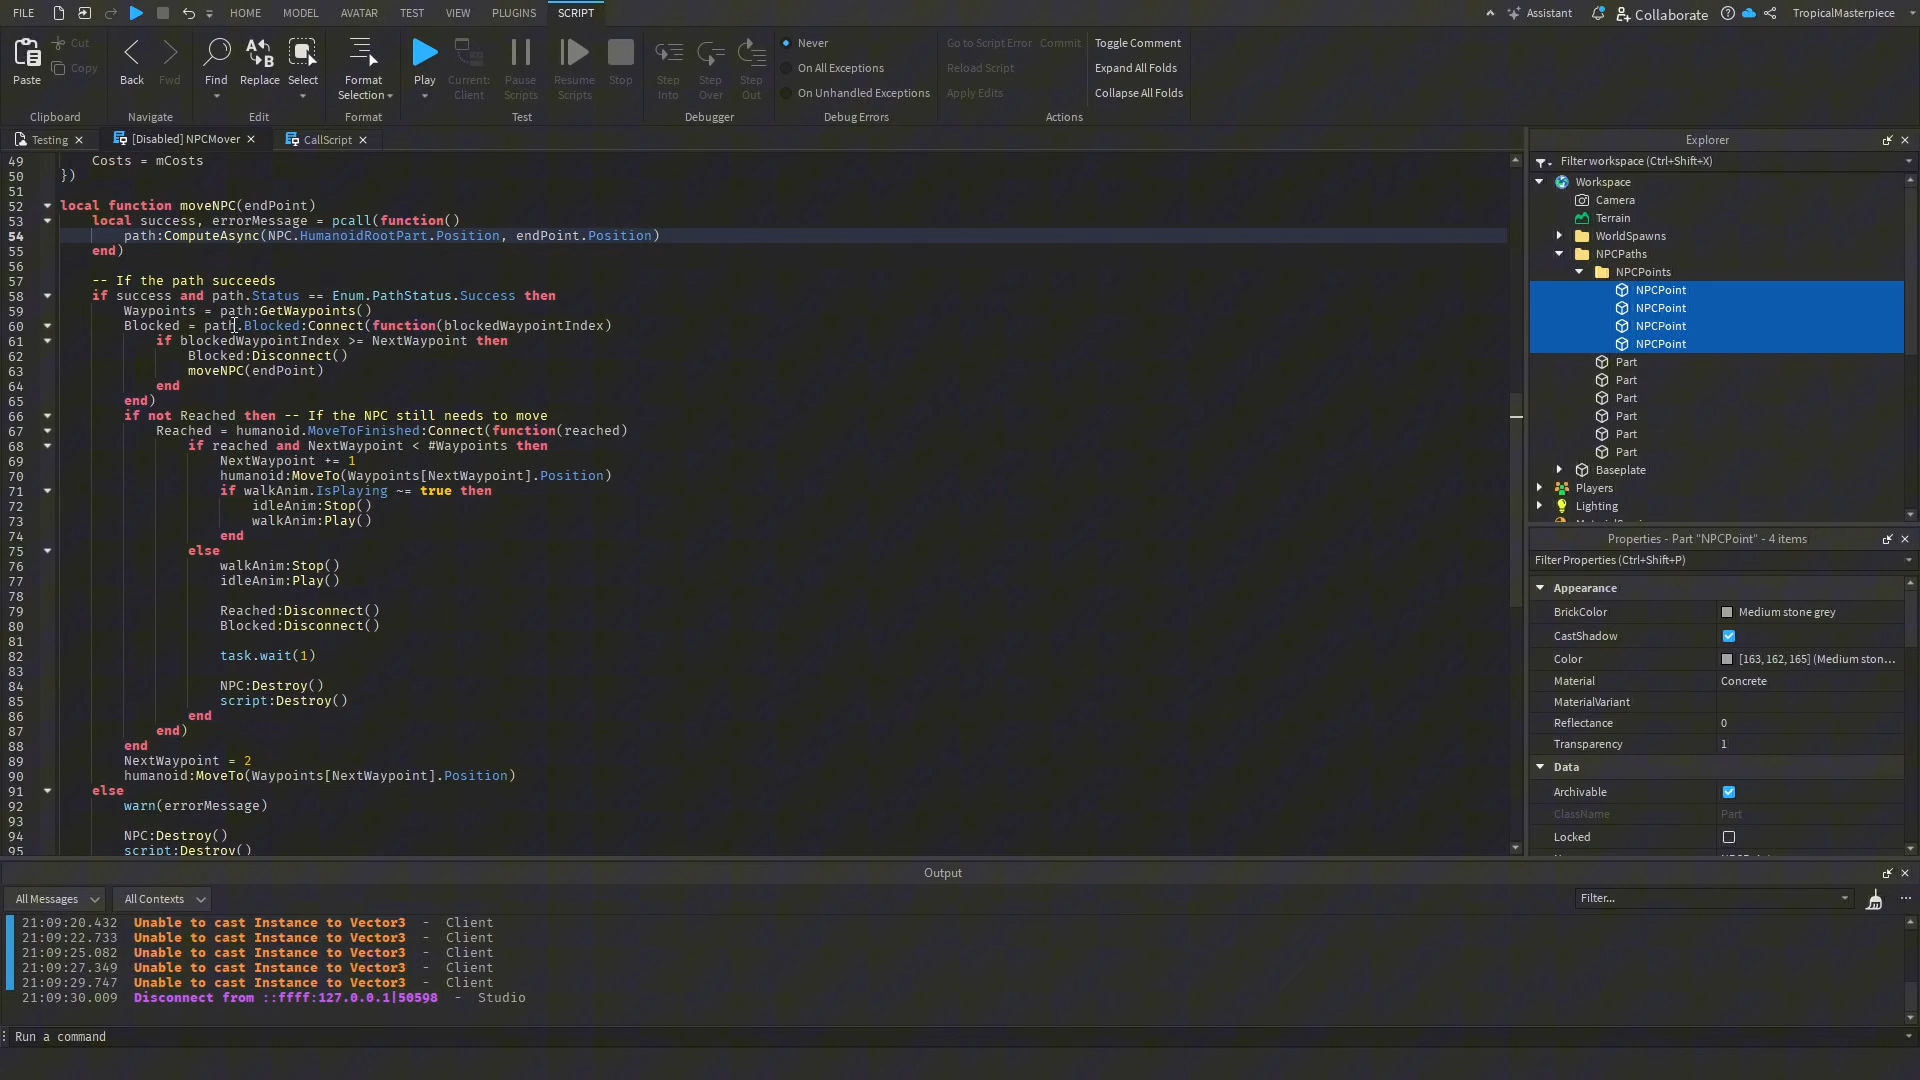 FILE HOME MODEL AVATAR TEST VIEW PLUGINS SCRIPT Assistant Collaborate TropicalMasterpiece
Paste Cut Copy
Back Fwd
Find Replace Select
Format Selection
Play Current: Client Pause Scripts Resume Scripts Stop
Step Into Step Over Step Out
Never
On All Exceptions
On Unhandled Exceptions
Go to Script Error Commit
Reload Script
Apply Edits
Toggle Comment
Expand All Folds
Collapse All Folds
Clipboard Navigate Edit Format Test Debugger Debug Errors Actions
Testing [Disabled] NPCMover CallScript
49 Costs = mCosts
50 })
51
52 local function moveNPC(endPoint)
53 local success, errorMessage = pcall(function()
54 path:ComputeAsync(NPC.HumanoidRootPart.Position, endPoint.Position)
55 end)
56
57 -- If the path succeeds
58 if success and path.Status == Enum.PathStatus.Success then
59 Waypoints = path:GetWaypoints()
60 Blocked = path.Blocked:Connect(function(blockedWaypointIndex)
61 if blockedWaypointIndex >= NextWaypoint then
62 Blocked:Disconnect()
63 moveNPC(endPoint)
64 end
65 end)
66 if not Reached then -- If the NPC still needs to move
67 Reached = humanoid.MoveToFinished:Connect(function(reached)
68 if reached and NextWaypoint < #Waypoints then
69 NextWaypoint += 1
70 humanoid:MoveTo(Waypoints[NextWaypoint].Position)
71 if walkAnim.IsPlaying ~= true then
72 idleAnim:Stop()
73 walkAnim:Play()
74 end
75 else
76 walkAnim:Stop()
77 idleAnim:Play()
78
79 Reached:Disconnect()
80 Blocked:Disconnect()
81
82 task.wait(1)
83
84 NPC:Destroy()
85 script:Destroy()
86 end
87 end)
88 end
89 NextWaypoint = 2
90 humanoid:MoveTo(Waypoints[NextWaypoint].Position)
91 else
92 warn(errorMessage)
93
94 NPC:Destroy()
95 script:Destroy()
Explorer
Filter workspace (Ctrl+Shift+X)
Workspace
Camera
Terrain
WorldSpawns
NPCPaths
NPCPoints
NPCPoint
NPCPoint
NPCPoint
NPCPoint
Part
Part
Part
Part
Part
Part
Baseplate
Players
Lighting
Properties - Part "NPCPoint" - 4 items
Filter Properties (Ctrl+Shift+P)
Appearance
BrickColor Medium stone grey
CastShadow
Color [163, 162, 165] (Medium ston...
Material Concrete
MaterialVariant
Reflectance 0
Transparency 1
Data
Archivable
ClassName Part
Locked
Output
All Messages All Contexts Filter...
21:09:20.432 Unable to cast Instance to Vector3 - Client
21:09:22.733 Unable to cast Instance to Vector3 - Client
21:09:25.082 Unable to cast Instance to Vector3 - Client
21:09:27.349 Unable to cast Instance to Vector3 - Client
21:09:29.747 Unable to cast Instance to Vector3 - Client
21:09:30.009 Disconnect from ::ffff:127.0.0.1|50598 - Studio
Run a command